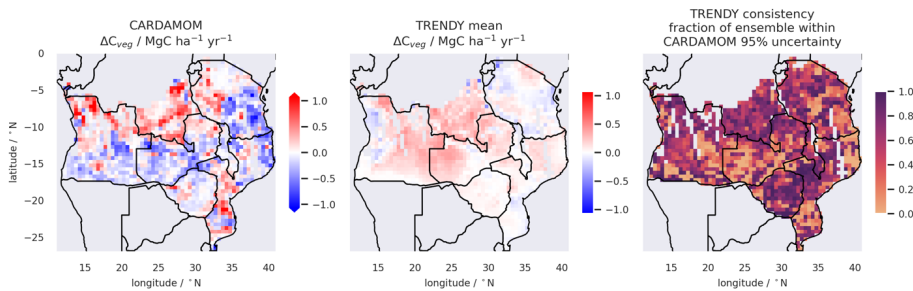 CARDAMOM
ΔC_veg / MgC ha⁻¹ yr⁻¹
TRENDY mean
ΔC_veg / MgC ha⁻¹ yr⁻¹
TRENDY consistency
fraction of ensemble within
CARDAMOM 95% uncertainty
0
−5
−10
−15
−20
−25
latitude / °N
15 20 25 30 35 40
longitude / °N
1.0
0.5
0.0
−0.5
−1.0
15 20 25 30 35 40
longitude / °N
1.0
0.5
0.0
−0.5
−1.0
15 20 25 30 35 40
longitude / °N
1.0
0.8
0.6
0.4
0.2
0.0